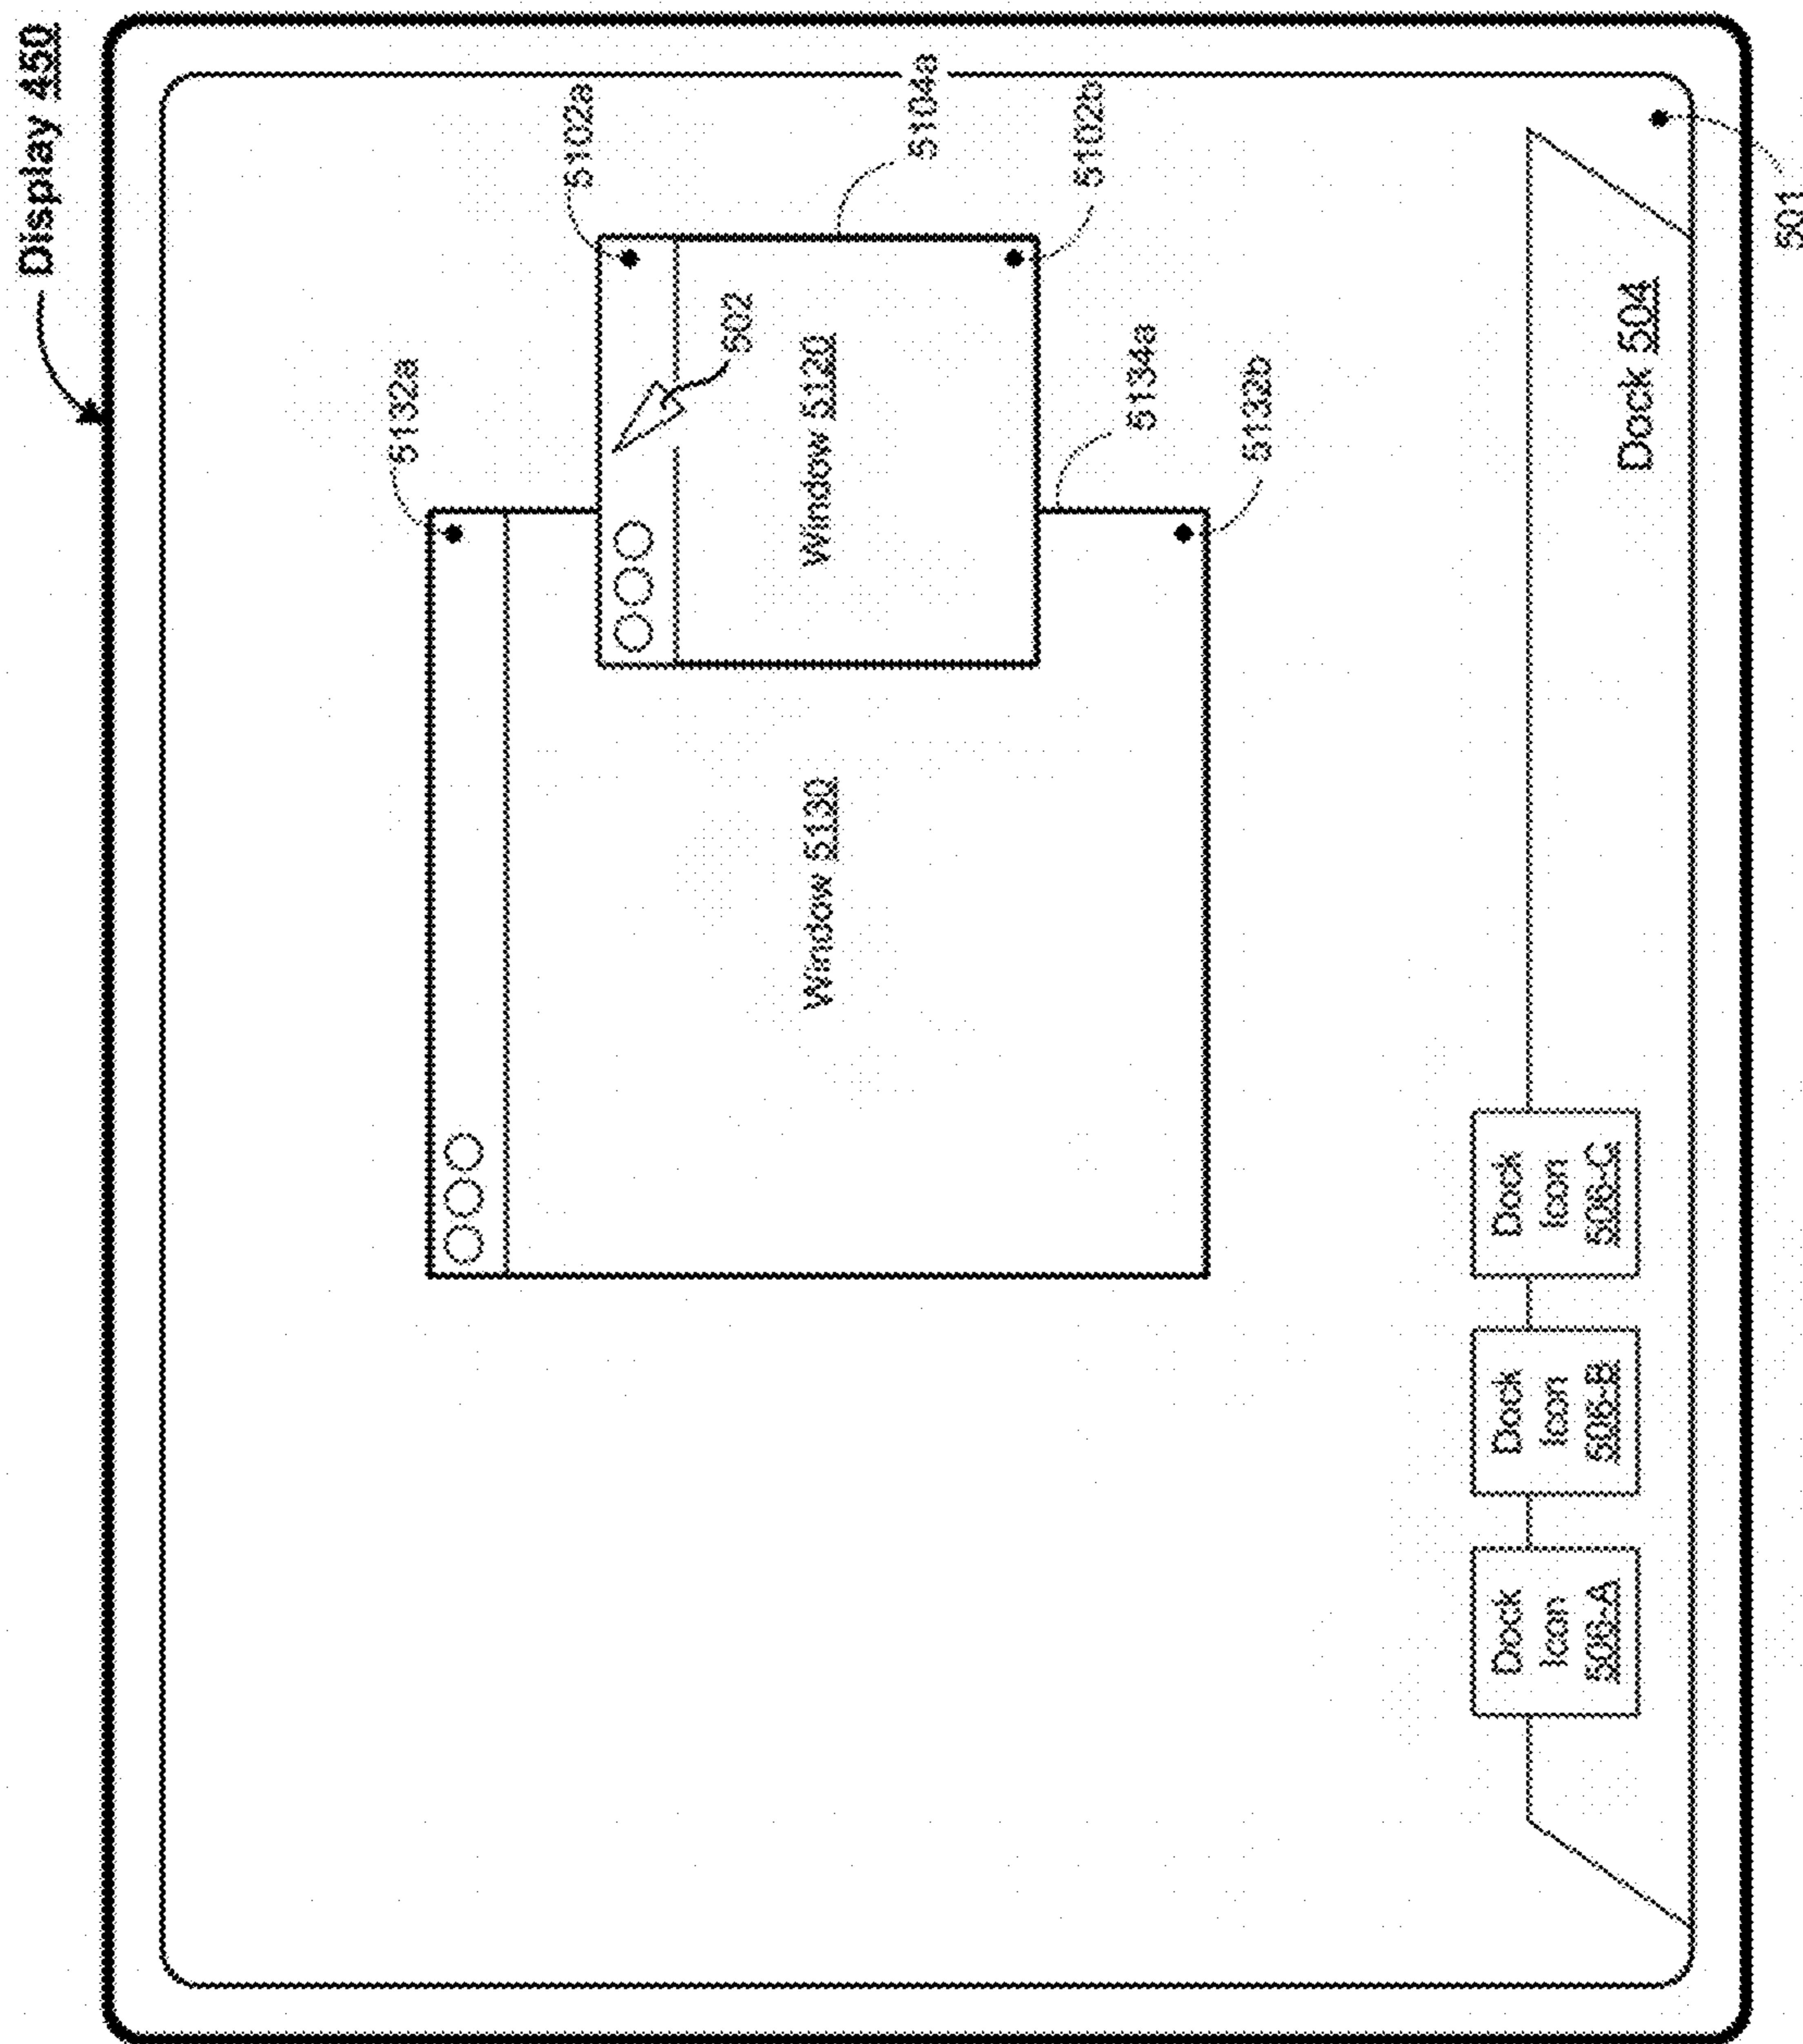 Display 450
5132a
5102a
502
Window 5130
Window 5120
5104a
5102b
5134a
5132b
Dock
Icon
506-A
Dock
Icon
506-B
Dock
Icon
506-C
Dock 504
501